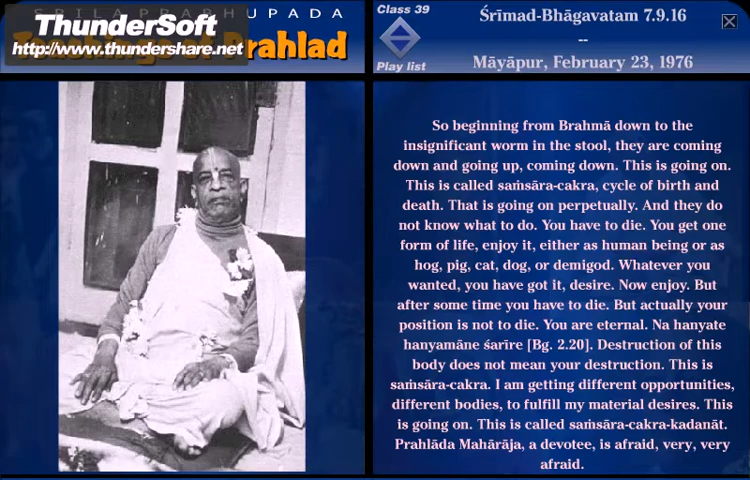 SRILA PRABHUPADA
ThunderSoft
http://www.thundershare.net
Prahlad
Class 39
Play list
Śrīmad-Bhāgavatam 7.9.16
--
Māyāpur, February 23, 1976
So beginning from Brahmā down to the
insignificant worm in the stool, they are coming
down and going up, coming down. This is going on.
This is called saṁsāra-cakra, cycle of birth and
death. That is going on perpetually. And they do
not know what to do. You have to die. You get one
form of life, enjoy it, either as human being or as
hog, pig, cat, dog, or demigod. Whatever you
wanted, you have got it, desire. Now enjoy. But
after some time you have to die. But actually your
position is not to die. You are eternal. Na hanyate
hanyamāne śarīre [Bg. 2.20]. Destruction of this
body does not mean your destruction. This is
saṁsāra-cakra. I am getting different opportunities,
different bodies, to fulfill my material desires. This
is going on. This is called saṁsāra-cakra-kadanāt.
Prahlāda Mahārāja, a devotee, is afraid, very, very
afraid.